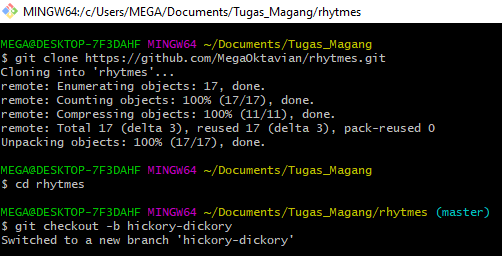 MINGW64:/c/Users/MEGA/Documents/Tugas_Magang/rhytmes
MEGA@DESKTOP-7F3DAHF MINGW64 ~/Documents/Tugas_Magang
$ git clone https://github.com/MegaOktavian/rhytmes.git
Cloning into 'rhytmes'...
remote: Enumerating objects: 17, done.
remote: Counting objects: 100% (17/17), done.
remote: Compressing objects: 100% (11/11), done.
remote: Total 17 (delta 3), reused 17 (delta 3), pack-reused 0
Unpacking objects: 100% (17/17), done.
MEGA@DESKTOP-7F3DAHF MINGW64 ~/Documents/Tugas_Magang
$ cd rhytmes
MEGA@DESKTOP-7F3DAHF MINGW64 ~/Documents/Tugas_Magang/rhytmes (master)
$ git checkout -b hickory-dickory
Switched to a new branch 'hickory-dickory'